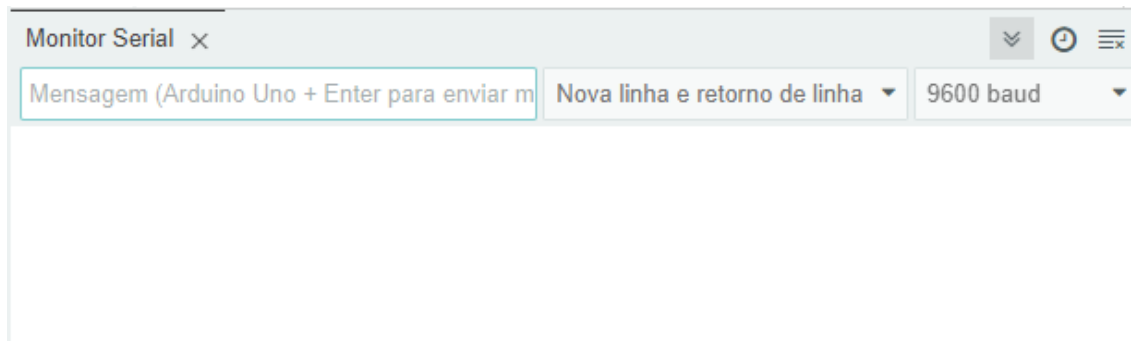 Monitor Serial
Mensagem (Arduino Uno + Enter para enviar m Nova linha e retorno de linha 9600 baud